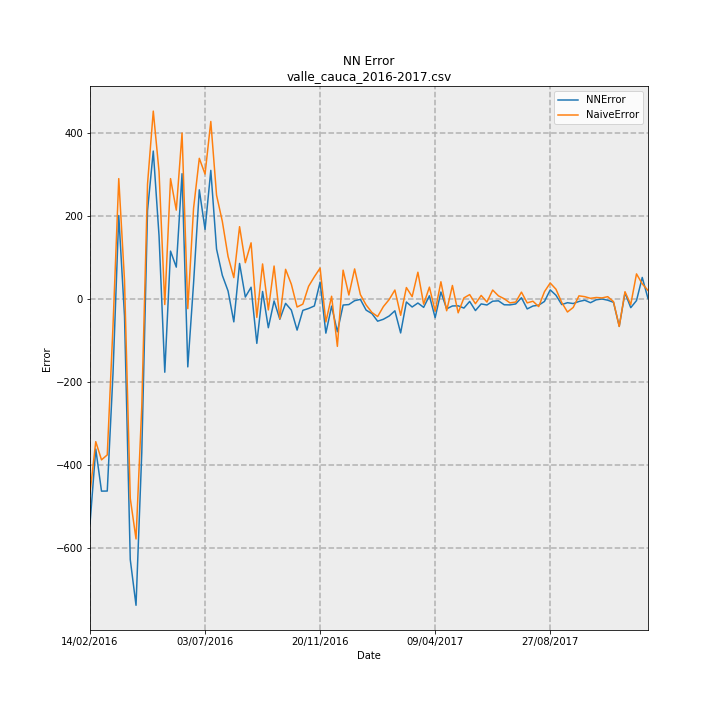 NN Error
valle_cauca_2016-2017.csv
NNError
NaiveError
400
200
0
−200
−400
−600
Error
14/02/2016
03/07/2016
20/11/2016
09/04/2017
27/08/2017
Date